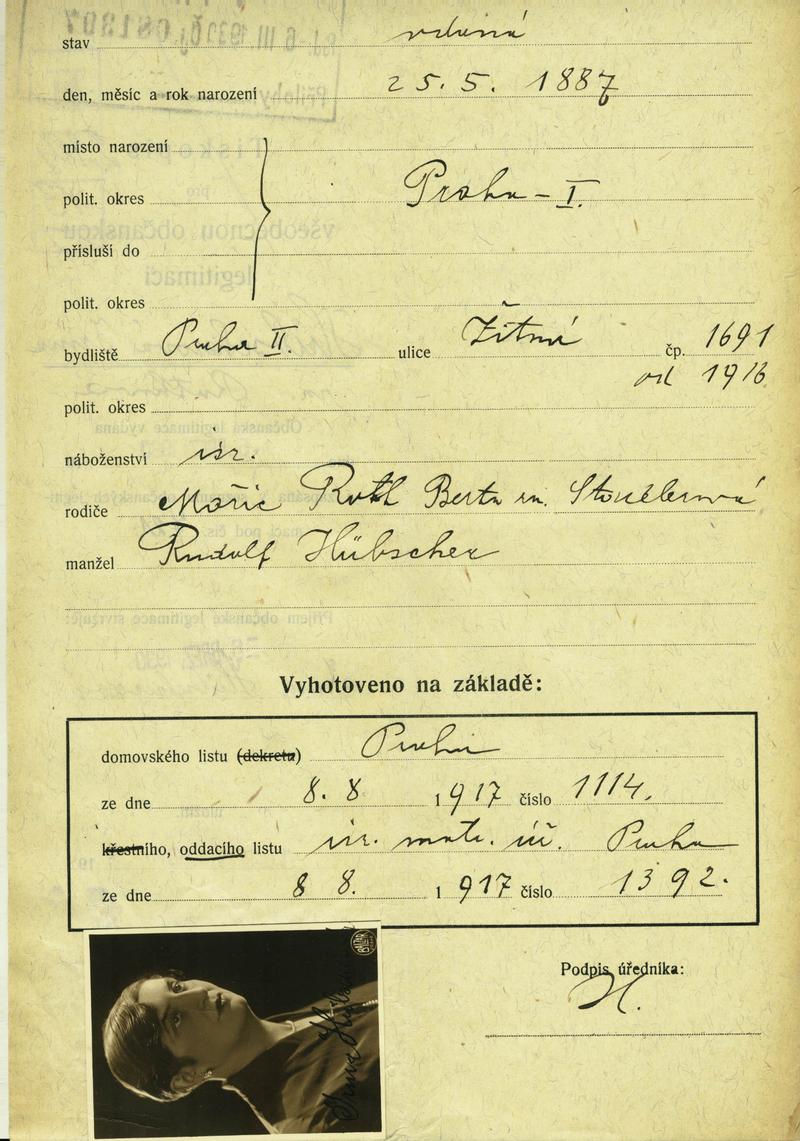 stav vdaná
den, měsíc a rok narození 25. 5. 1887
místo narození
polit. okres Praha - I.
přísluší do
polit. okres
bydliště Praha II. ulice Žitná čp. 1691
od 1916
polit. okres
náboženství isr.
rodiče Mořic Roth Berta m.
manžel Rudolf Hübscher
Vyhotoveno na základě:
domovského listu (dekretu) Praha
ze dne 8. 8 1917 číslo 1114.
křestního, oddacího listu isr. matr. úř. Praha
ze dne 8 8. 1917 číslo 1392.
Podpis úředníka:
H.